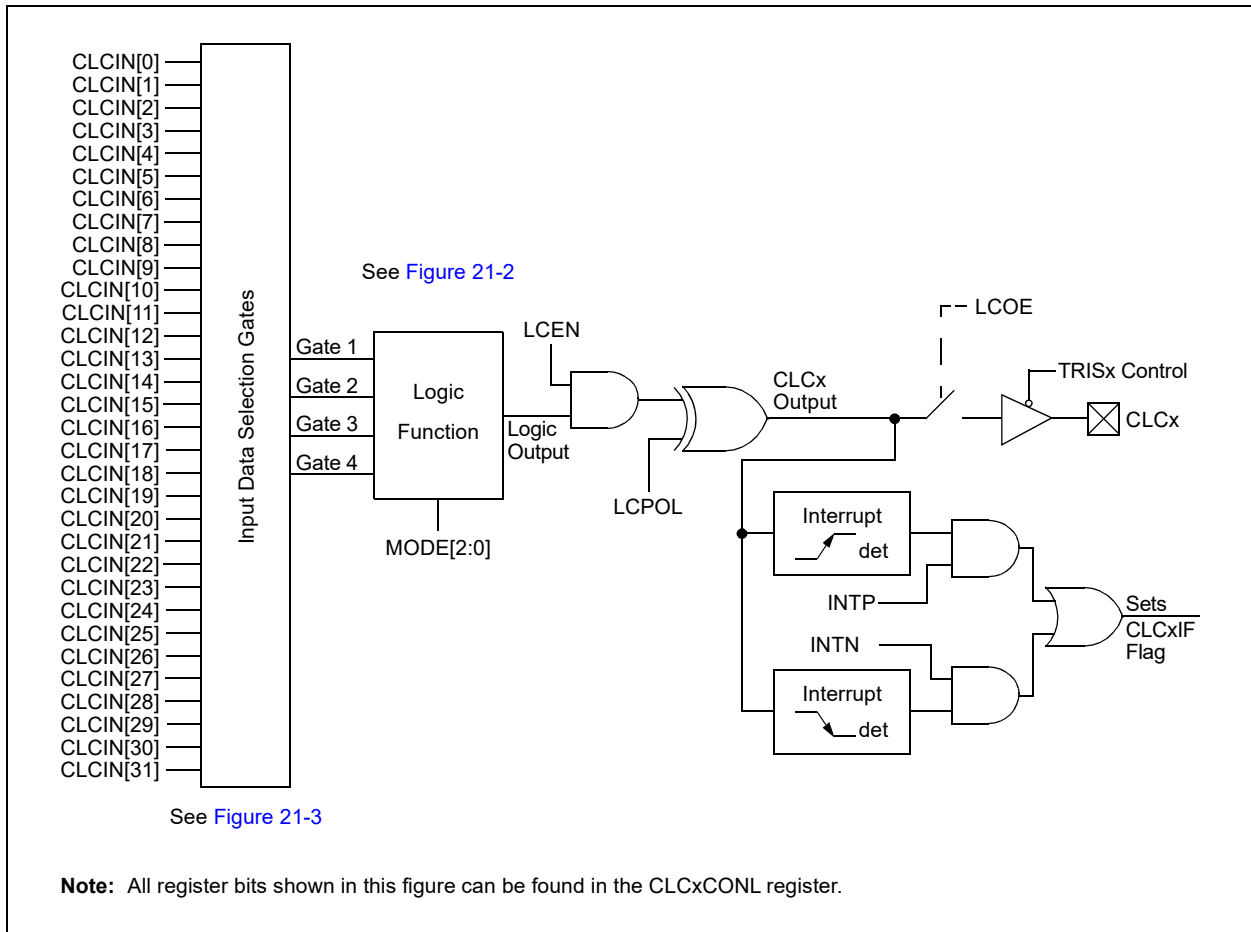 CLCIN[0]
CLCIN[1]
CLCIN[2]
CLCIN[3]
CLCIN[4]
CLCIN[5]
CLCIN[6]
CLCIN[7]
CLCIN[8]
CLCIN[9]
CLCIN[10]
CLCIN[11]
CLCIN[12]
CLCIN[13]
CLCIN[14]
CLCIN[15]
CLCIN[16]
CLCIN[17]
CLCIN[18]
CLCIN[19]
CLCIN[20]
CLCIN[21]
CLCIN[22]
CLCIN[23]
CLCIN[24]
CLCIN[25]
CLCIN[26]
CLCIN[27]
CLCIN[28]
CLCIN[29]
CLCIN[30]
CLCIN[31]
Input Data Selection Gates
See Figure 21-3
Gate 1
Gate 2
Gate 3
Gate 4
See Figure 21-2
Logic
Function
MODE[2:0]
Logic
Output
LCEN
LCPOL
CLCx
Output
LCOE
TRISx Control
CLCx
Interrupt
det
INTP
INTN
Interrupt
det
Sets
CLCxIF
Flag
Note: All register bits shown in this figure can be found in the CLCxCONL register.